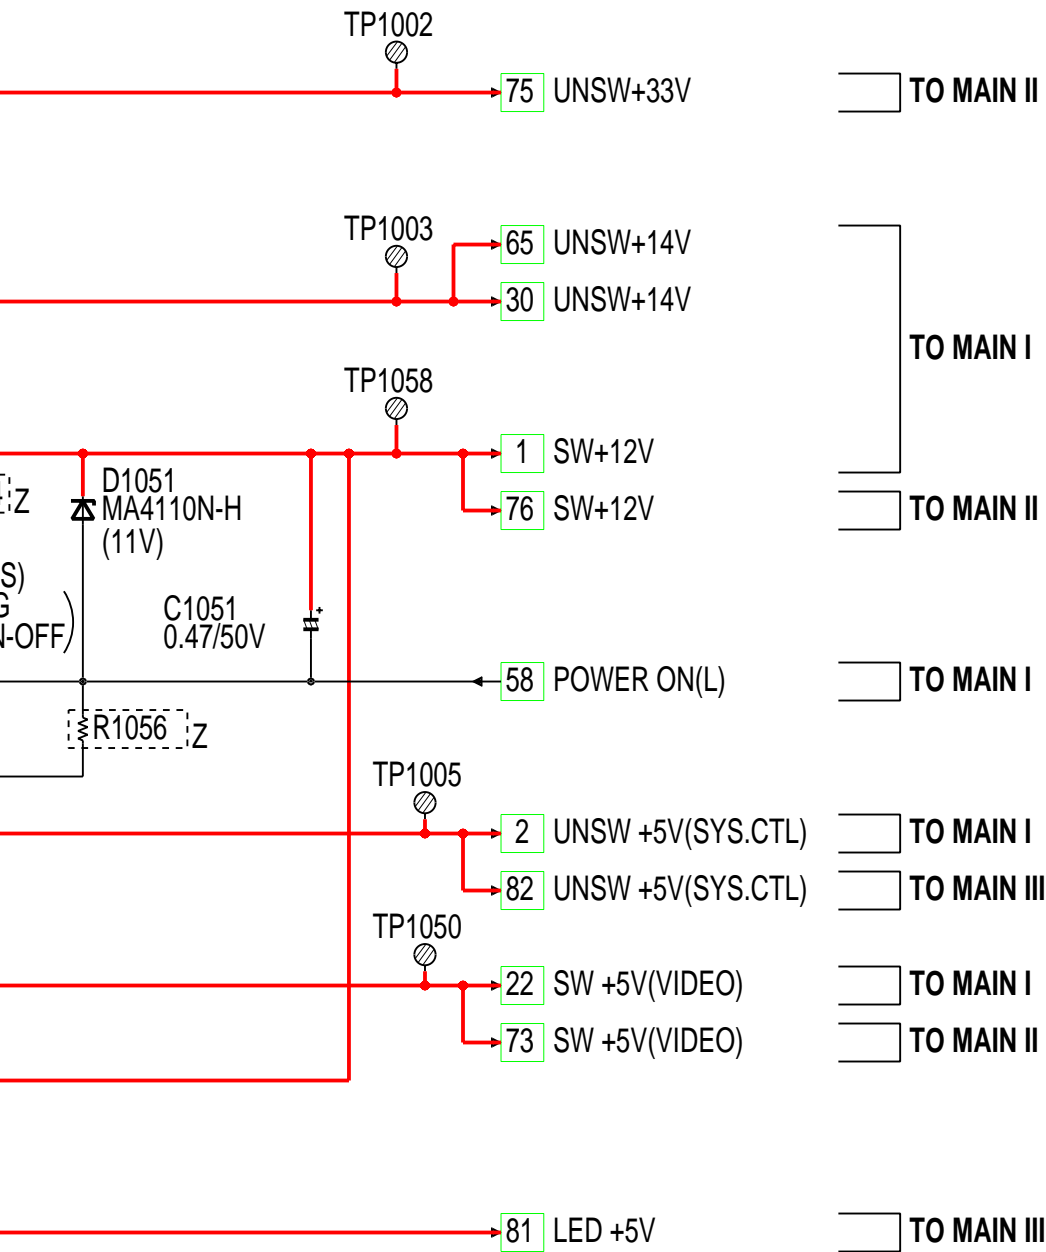 TP1002
75 UNSW+33V TO MAIN II
TP1003
65 UNSW+14V
30 UNSW+14V
TO MAIN I
TP1058
1 SW+12V
76 SW+12V TO MAIN II
Z
D1051
MA4110N-H
(11V)
S)
G
N-OFF)
C1051
+
0.47/50V
58 POWER ON(L) TO MAIN I
R1056 Z
TP1005
2 UNSW +5V(SYS.CTL) TO MAIN I
82 UNSW +5V(SYS.CTL) TO MAIN III
TP1050
22 SW +5V(VIDEO) TO MAIN I
73 SW +5V(VIDEO) TO MAIN II
81 LED +5V TO MAIN III